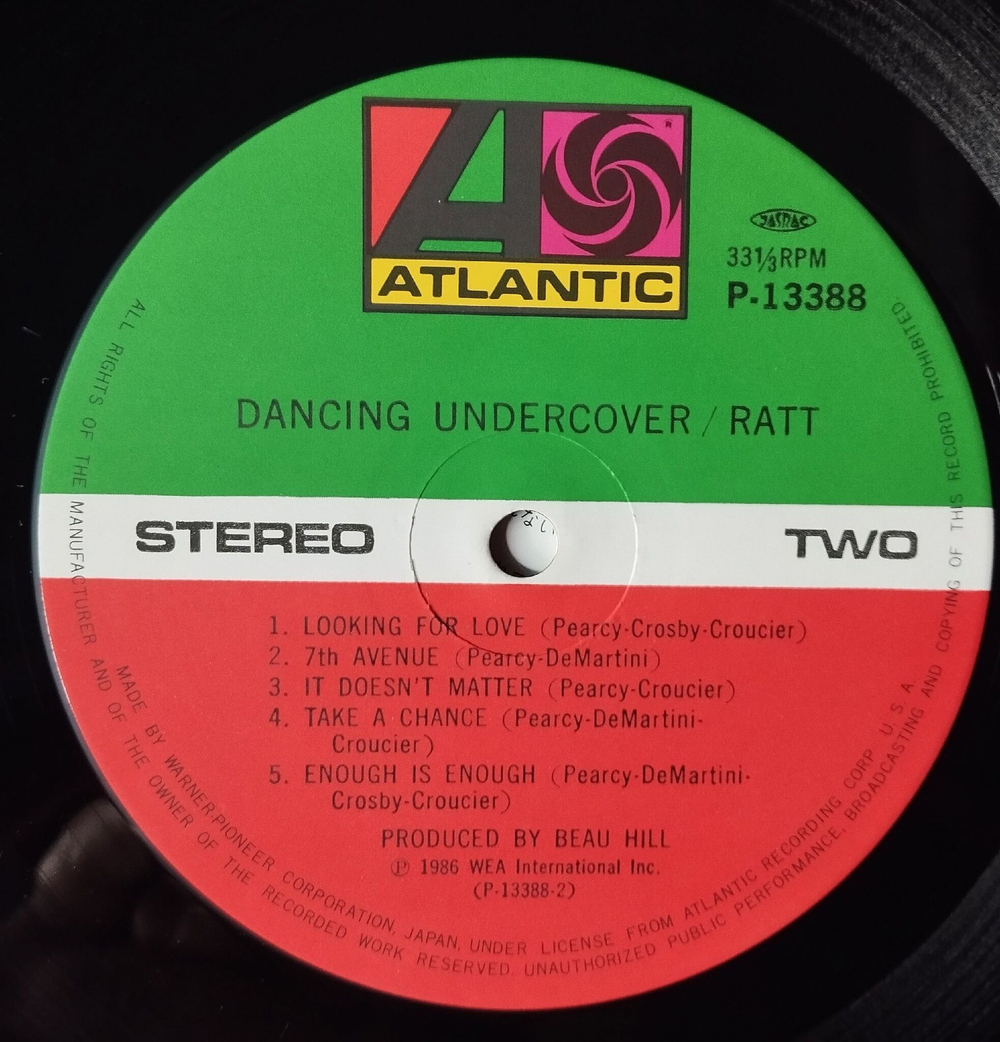 ATLANTIC
®
JASRAC
33⅓RPM
P-13388
DANCING UNDERCOVER / RATT
STEREO
TWO
1. LOOKING FOR LOVE (Pearcy-Crosby-Croucier)
2. 7th AVENUE (Pearcy-DeMartini)
3. IT DOESN'T MATTER (Pearcy-Croucier)
4. TAKE A CHANCE (Pearcy-DeMartini-
Croucier)
5. ENOUGH IS ENOUGH (Pearcy-DeMartini-
Crosby-Croucier)
PRODUCED BY BEAU HILL
℗ 1986 WEA International Inc.
(P-13388-2)
MADE BY WARNER-PIONEER CORPORATION, JAPAN, UNDER LICENSE FROM ATLANTIC RECORDING CORP. U.S.A.
ALL RIGHTS OF THE MANUFACTURER AND OF THE OWNER OF THE RECORDED WORK RESERVED. UNAUTHORIZED PUBLIC PERFORMANCE, BROADCASTING AND COPYING OF THIS RECORD PROHIBITED.